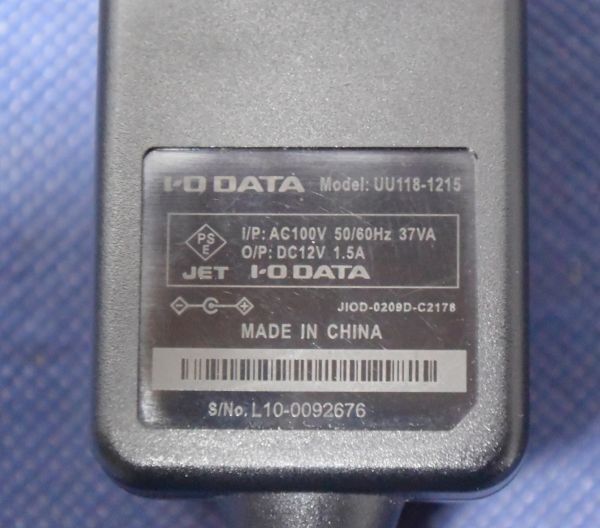 I-O DATA Model: UU118-1215
PS
E
I/P: AC100V 50/60Hz 37VA
O/P: DC12V 1.5A
JET I-O DATA
JIOD-0209D-C2178
MADE IN CHINA
S/No. L10-0092676